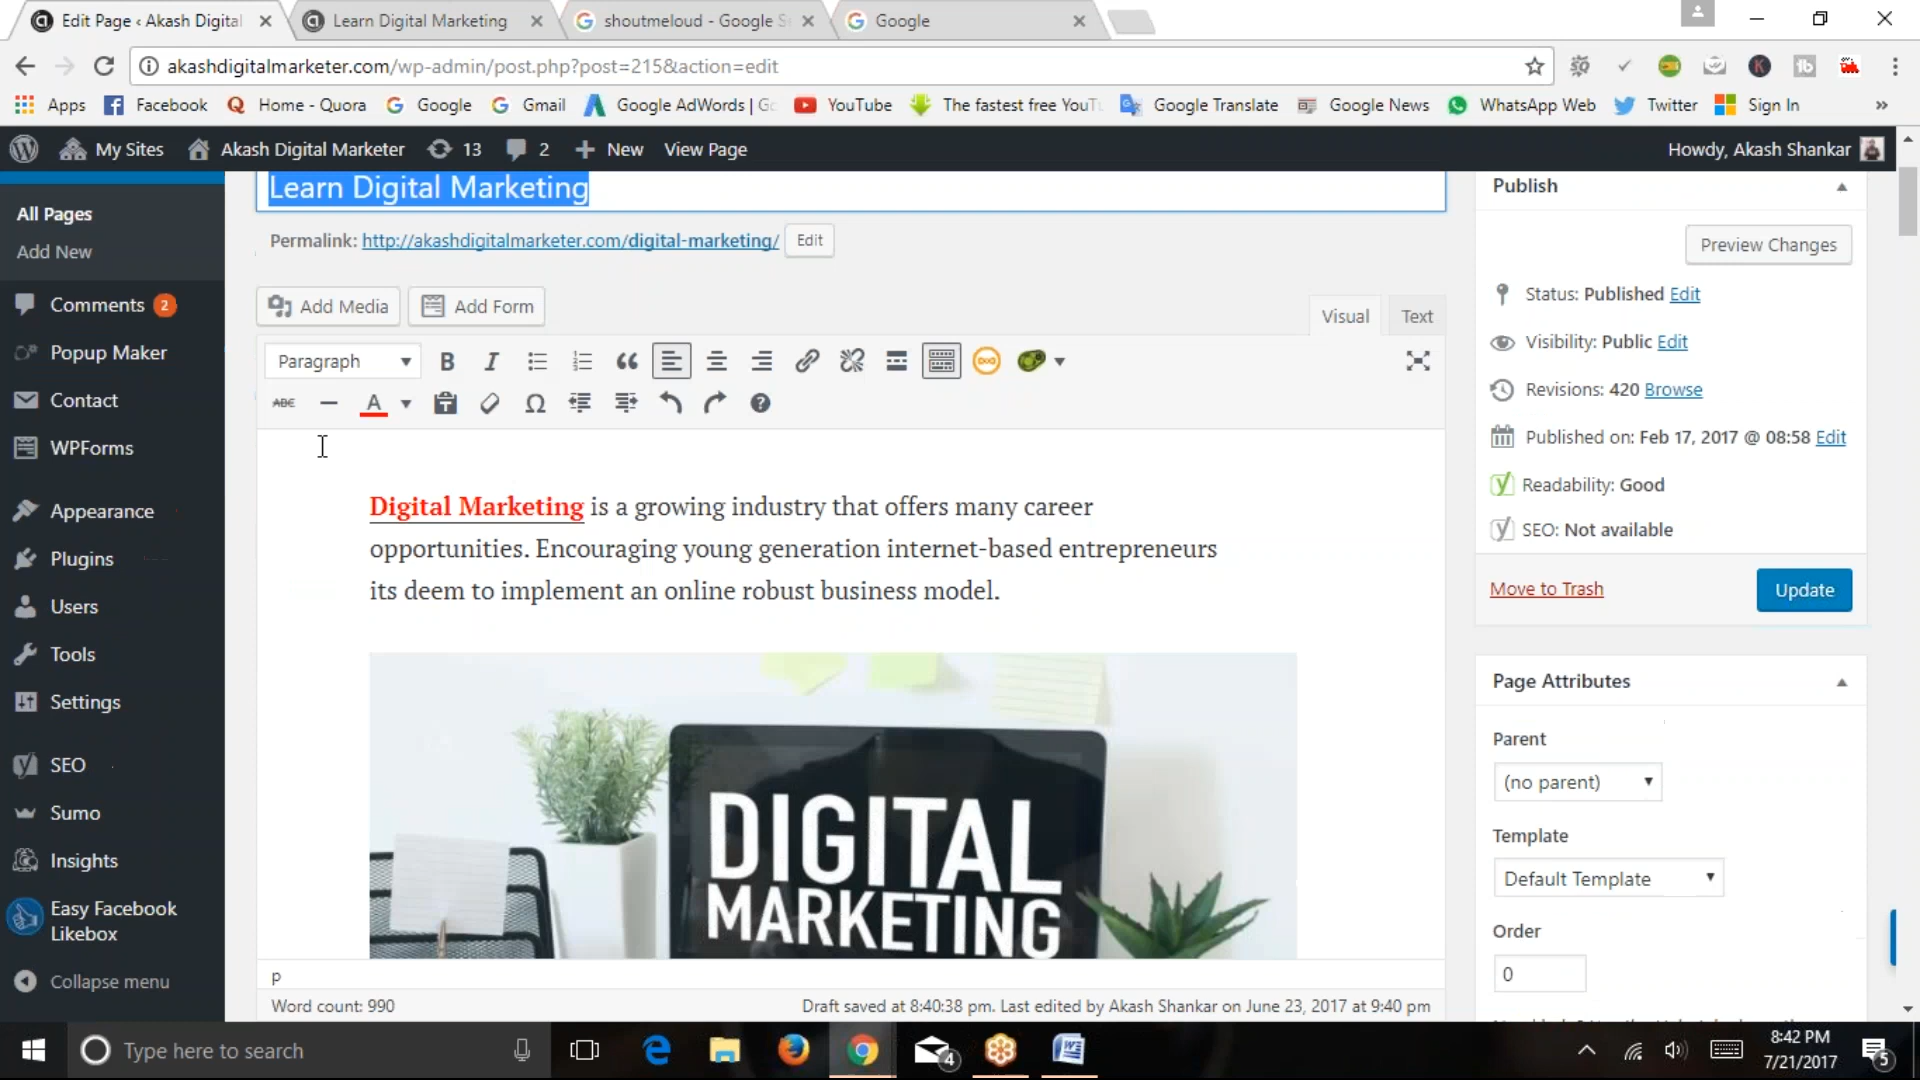 Edit Page ‹ Akash Digital
Learn Digital Marketing
shoutmeloud - Google S
Google
akashdigitalmarketer.com/wp-admin/post.php?post=215&action=edit
Apps
Facebook
Home - Quora
Google
Gmail
Google AdWords | Go
YouTube
The fastest free YouT
Google Translate
Google News
WhatsApp Web
Twitter
Sign In
»
My Sites
Akash Digital Marketer
13
2
New
View Page
Howdy, Akash Shankar
All Pages
Add New
Comments 2
Popup Maker
Contact
WPForms
Appearance
Plugins
Users
Tools
Settings
SEO
Sumo
Insights
Easy Facebook
Likebox
Collapse menu
Learn Digital Marketing
Permalink: http://akashdigitalmarketer.com/digital-marketing/ Edit
Add Media
Add Form
Visual
Text
Paragraph
B I
ABC
A
Digital Marketing is a growing industry that offers many career
opportunities. Encouraging young generation internet-based entrepreneurs
its deem to implement an online robust business model.
DIGITAL
MARKETING
p
Word count: 990
Draft saved at 8:40:38 pm. Last edited by Akash Shankar on June 23, 2017 at 9:40 pm
Publish
Preview Changes
Status: Published Edit
Visibility: Public Edit
Revisions: 420 Browse
Published on: Feb 17, 2017 @ 08:58 Edit
Readability: Good
SEO: Not available
Move to Trash
Update
Page Attributes
Parent
(no parent)
Template
Default Template
Order
0
Type here to search
4
8:42 PM
7/21/2017
5